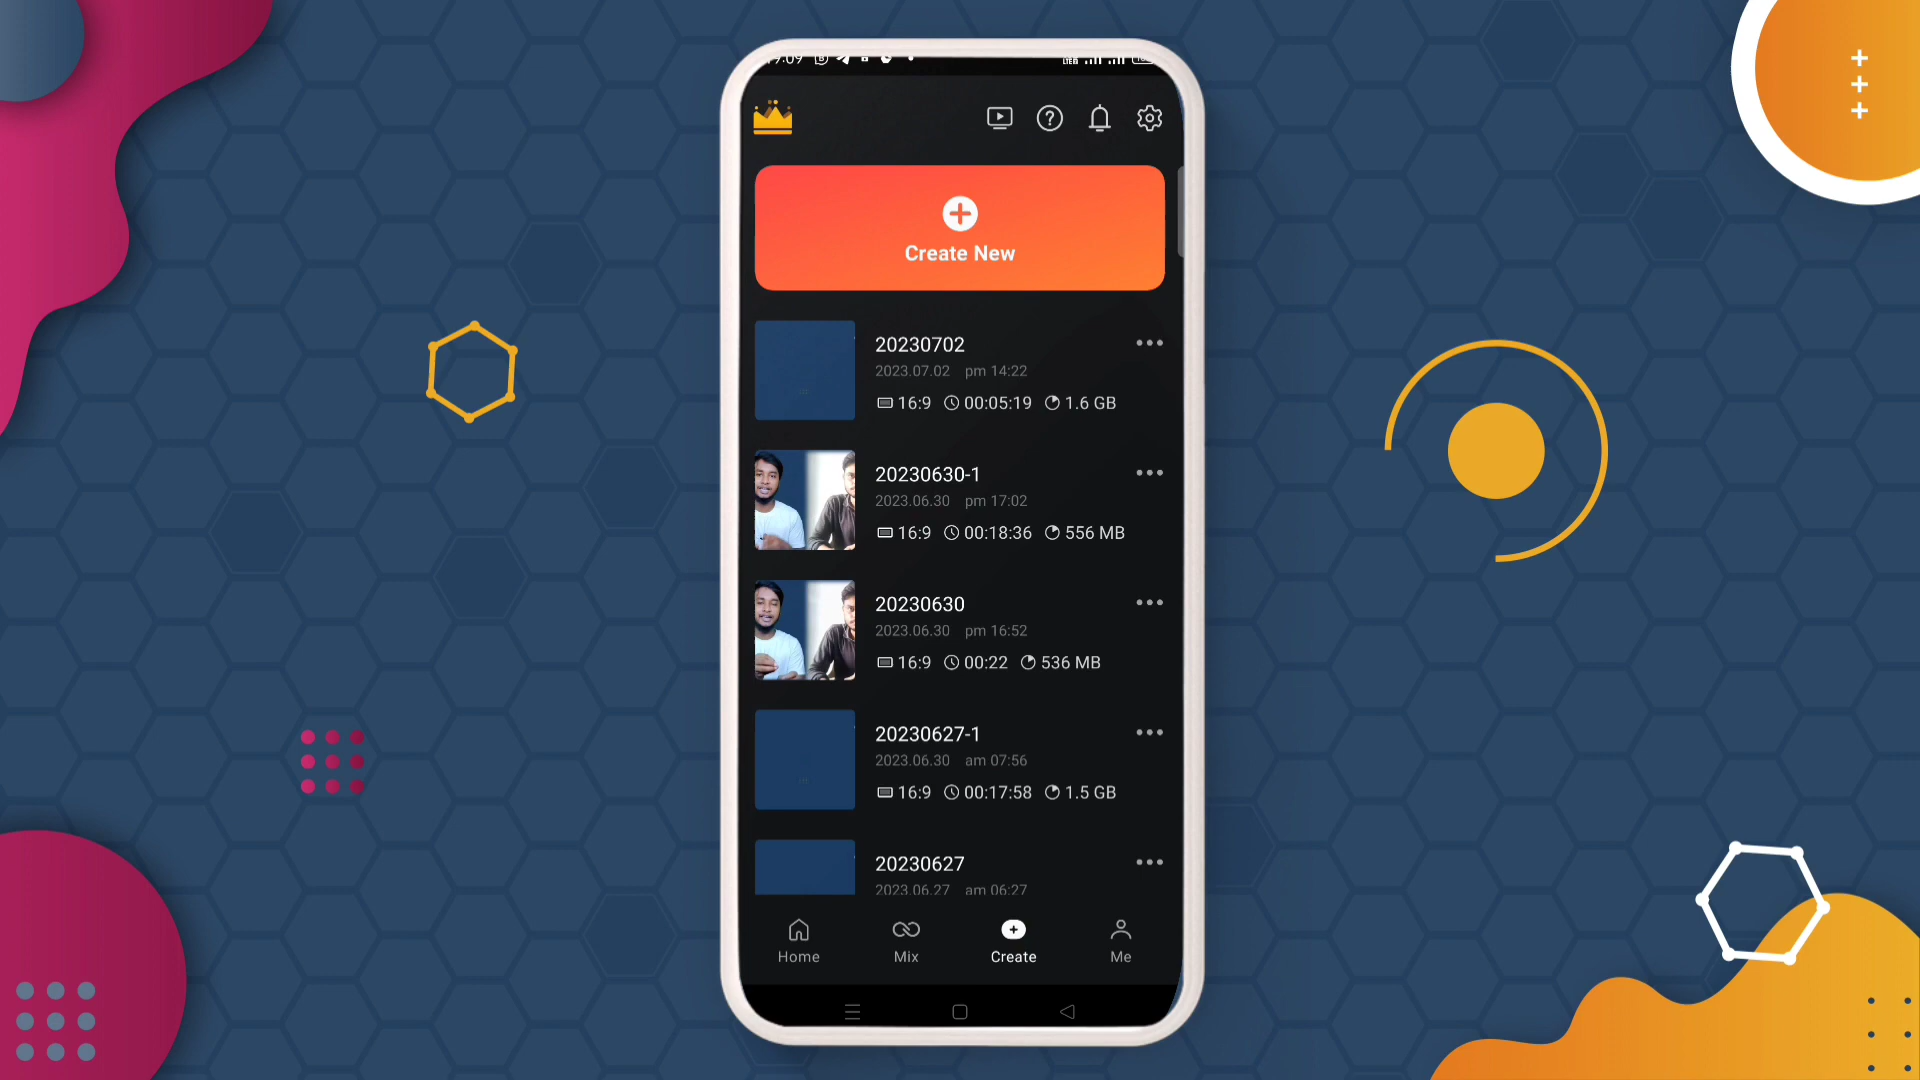 Create New
20230702
2023.07.02 pm 14:22
16:9 00:05:19 1.6 GB
20230630-1
2023.06.30 pm 17:02
16:9 00:18:36 556 MB
20230630
2023.06.30 pm 16:52
16:9 00:22 536 MB
20230627-1
2023.06.30 am 07:56
16:9 00:17:58 1.5 GB
20230627
2023.06.27 am 06:27
Home Mix Create Me